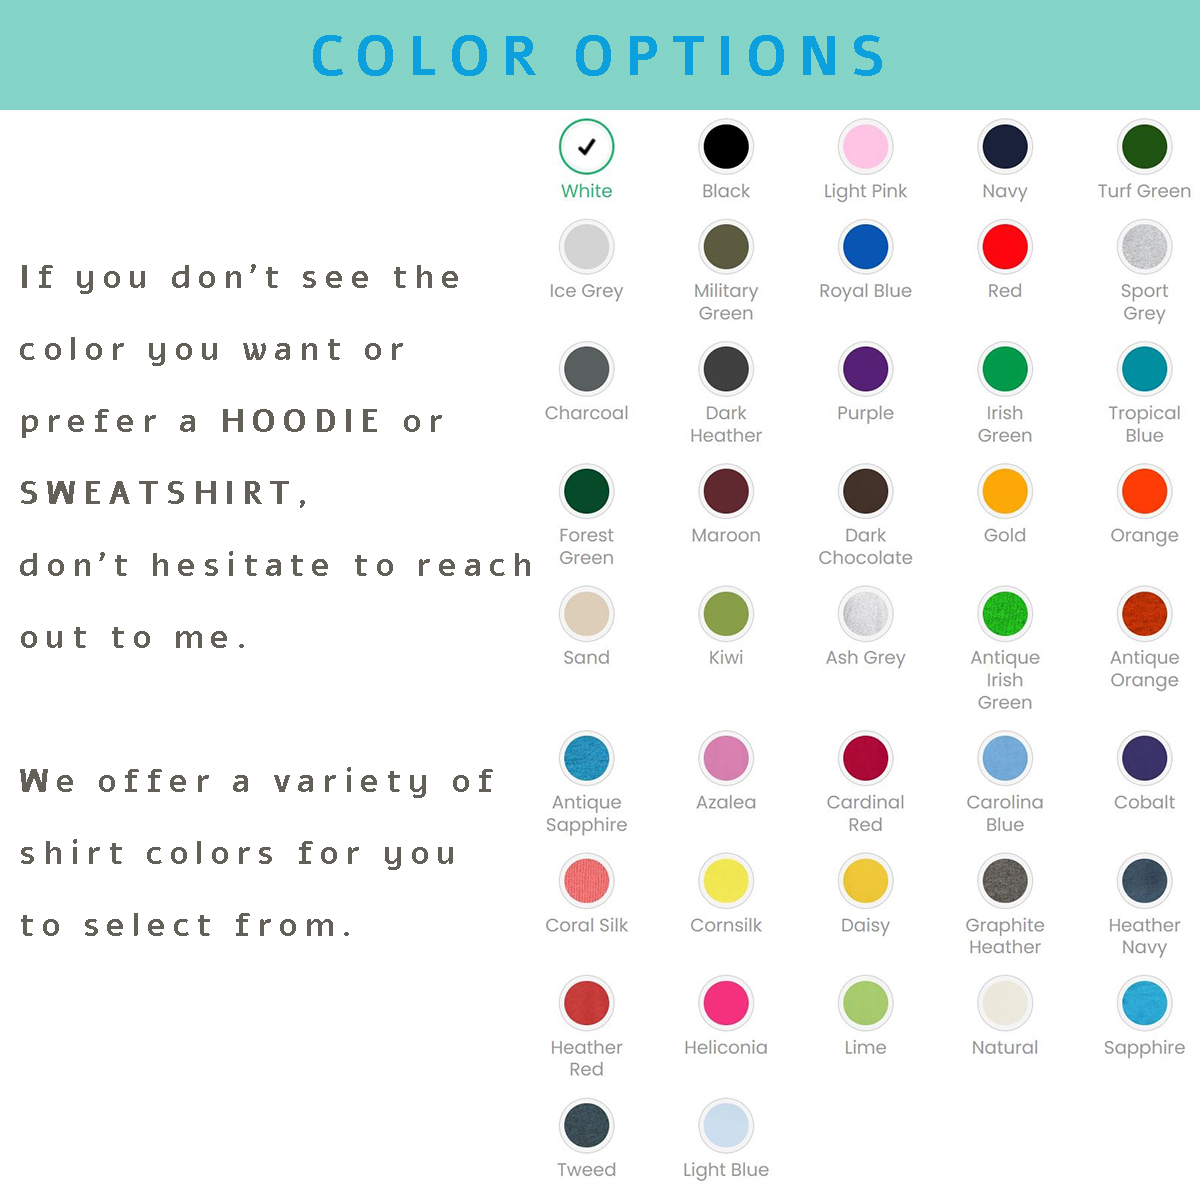 COLOR OPTIONS
If you don't see the
color you want or
prefer a HOODIE or
SWEATSHIRT,
don't hesitate to reach
out to me.
We offer a variety of
shirt colors for you
to select from.
White
Black
Light Pink
Navy
Turf Green
Ice Grey
Military
Green
Royal Blue
Red
Sport
Grey
Charcoal
Dark
Heather
Purple
Irish
Green
Tropical
Blue
Forest
Green
Maroon
Dark
Chocolate
Gold
Orange
Sand
Kiwi
Ash Grey
Antique
Irish
Green
Antique
Orange
Antique
Sapphire
Azalea
Cardinal
Red
Carolina
Blue
Cobalt
Coral Silk
Cornsilk
Daisy
Graphite
Heather
Heather
Navy
Heather
Red
Heliconia
Lime
Natural
Sapphire
Tweed
Light Blue